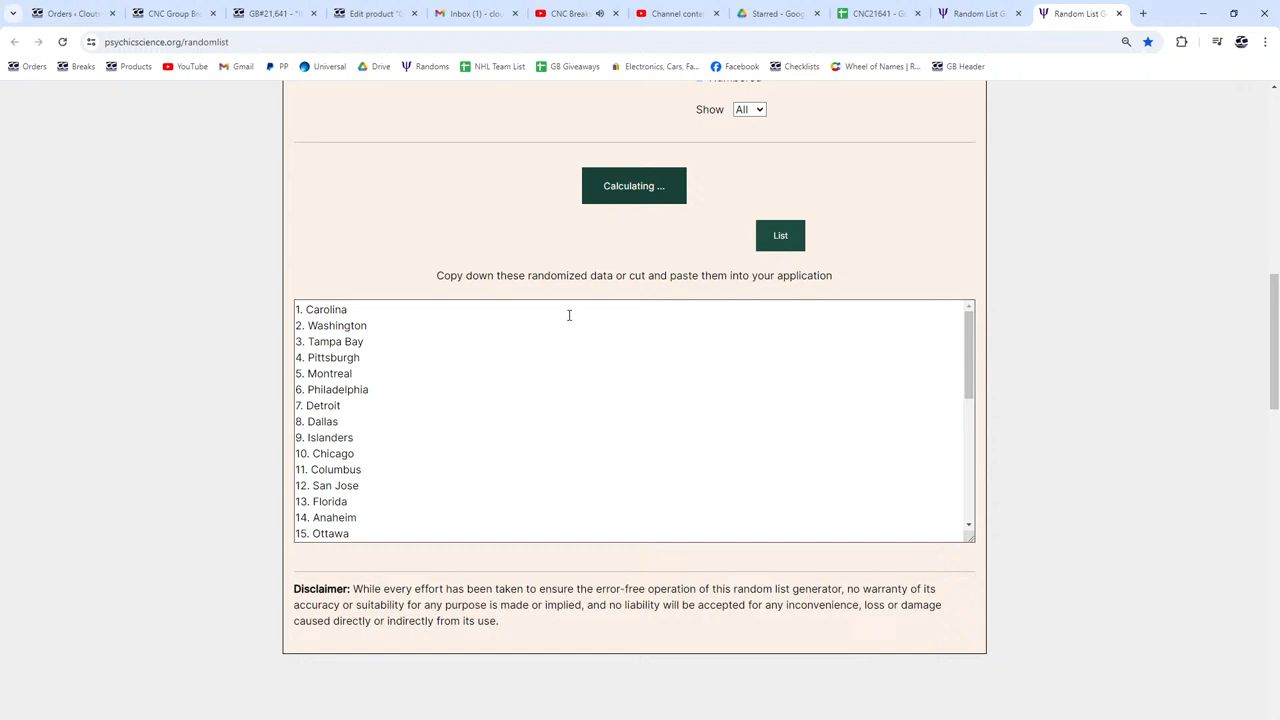 Orders ‹ Clout
CNC Group Br
GB#21,641 - "
Edit product "C
Inbox (1) - clou
CNC Break
Channel conte
Starred - Goog
CNC21641 - G
Random List G
Random List G
psychicscience.org/randomlist
Orders
Breaks
Products
YouTube
Gmail
PP
Universal
Drive
Randoms
NHL Team List
GB Giveaways
Electronics, Cars, Fa...
Facebook
Checklists
Wheel of Names | R...
GB Header
Numbered
Show All
Calculating ...
List
Copy down these randomized data or cut and paste them into your application
1. Carolina
2. Washington
3. Tampa Bay
4. Pittsburgh
5. Montreal
6. Philadelphia
7. Detroit
8. Dallas
9. Islanders
10. Chicago
11. Columbus
12. San Jose
13. Florida
14. Anaheim
15. Ottawa
Disclaimer: While every effort has been taken to ensure the error-free operation of this random list generator, no warranty of its
accuracy or suitability for any purpose is made or implied, and no liability will be accepted for any inconvenience, loss or damage
caused directly or indirectly from its use.